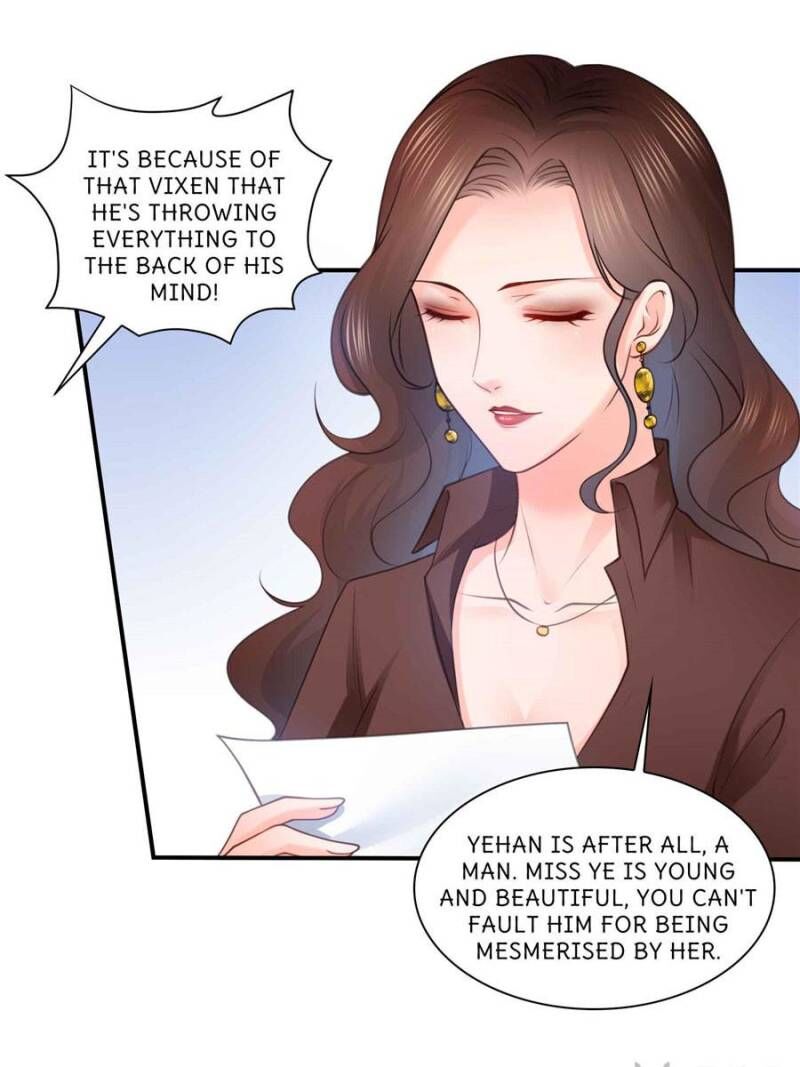 IT'S BECAUSE OF
THAT VIXEN THAT
HE'S THROWING
EVERYTHING TO
THE BACK OF HIS
MIND!
YEHAN IS AFTER ALL, A
MAN. MISS YE IS YOUNG
AND BEAUTIFUL, YOU CAN'T
FAULT HIM FOR BEING
MESMERISED BY HER.